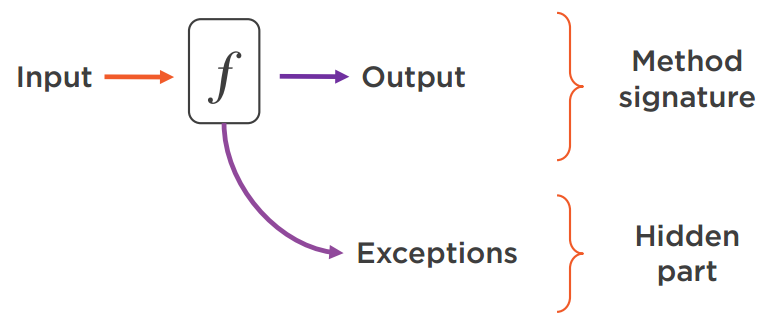 Input
f
Output
Method
signature
Exceptions
Hidden
part